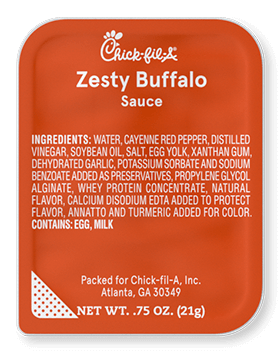 Chick-fil-A®
Zesty Buffalo
Sauce
INGREDIENTS: WATER, CAYENNE RED PEPPER, DISTILLED
VINEGAR, SOYBEAN OIL, SALT, EGG YOLK, XANTHAN GUM,
DEHYDRATED GARLIC, POTASSIUM SORBATE AND SODIUM
BENZOATE ADDED AS PRESERVATIVES, PROPYLENE GLYCOL
ALGINATE, WHEY PROTEIN CONCENTRATE, NATURAL
FLAVOR, CALCIUM DISODIUM EDTA ADDED TO PROTECT
FLAVOR, ANNATTO AND TURMERIC ADDED FOR COLOR.
CONTAINS: EGG, MILK
Packed for Chick-fil-A, Inc.
Atlanta, GA 30349
NET WT. .75 OZ. (21g)